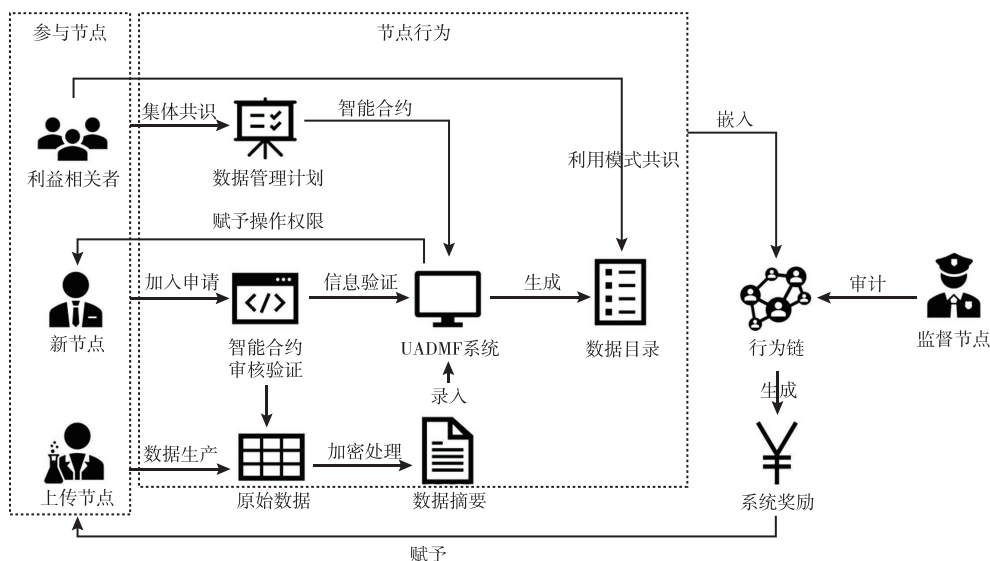 参与节点
节点行为
集体共识
智能合约
嵌入
利用模式共识
利益相关者
数据管理计划
赋予操作权限
加入申请
信息验证
生成
审计
新节点
智能合约
审核验证
UADMF系统
数据目录
行为链
监督节点
录入
生成
数据生产
加密处理
上传节点
原始数据
数据摘要
系统奖励
赋予